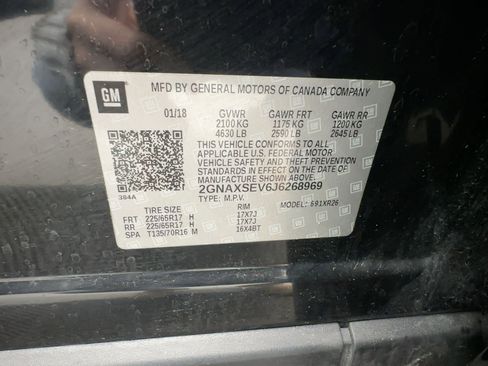 GM
MFD BY GENERAL MOTORS OF CANADA COMPANY
01/18 GVWR GAWR FRT GAWR RR
2100 KG 1175 KG 1200 KG
4630 LB 2590 LB 2645 LB
THIS VEHICLE CONFORMS TO ALL APPLICABLE U.S. FEDERAL MOTOR
VEHICLE SAFETY AND THEFT PREVENTION
STANDARDS IN EFFECT ON THE DATE OF
MANUFACTURE SHOWN ABOVE.
2GNAXSEV6J6268969
384A TYPE: M.P.V. MODEL: 691XR26
TIRE SIZE RIM
FRT 225/65R17 H 17X7J
RR 225/65R17 H 17X7J
SPA T135/70R16 M 16X4BT